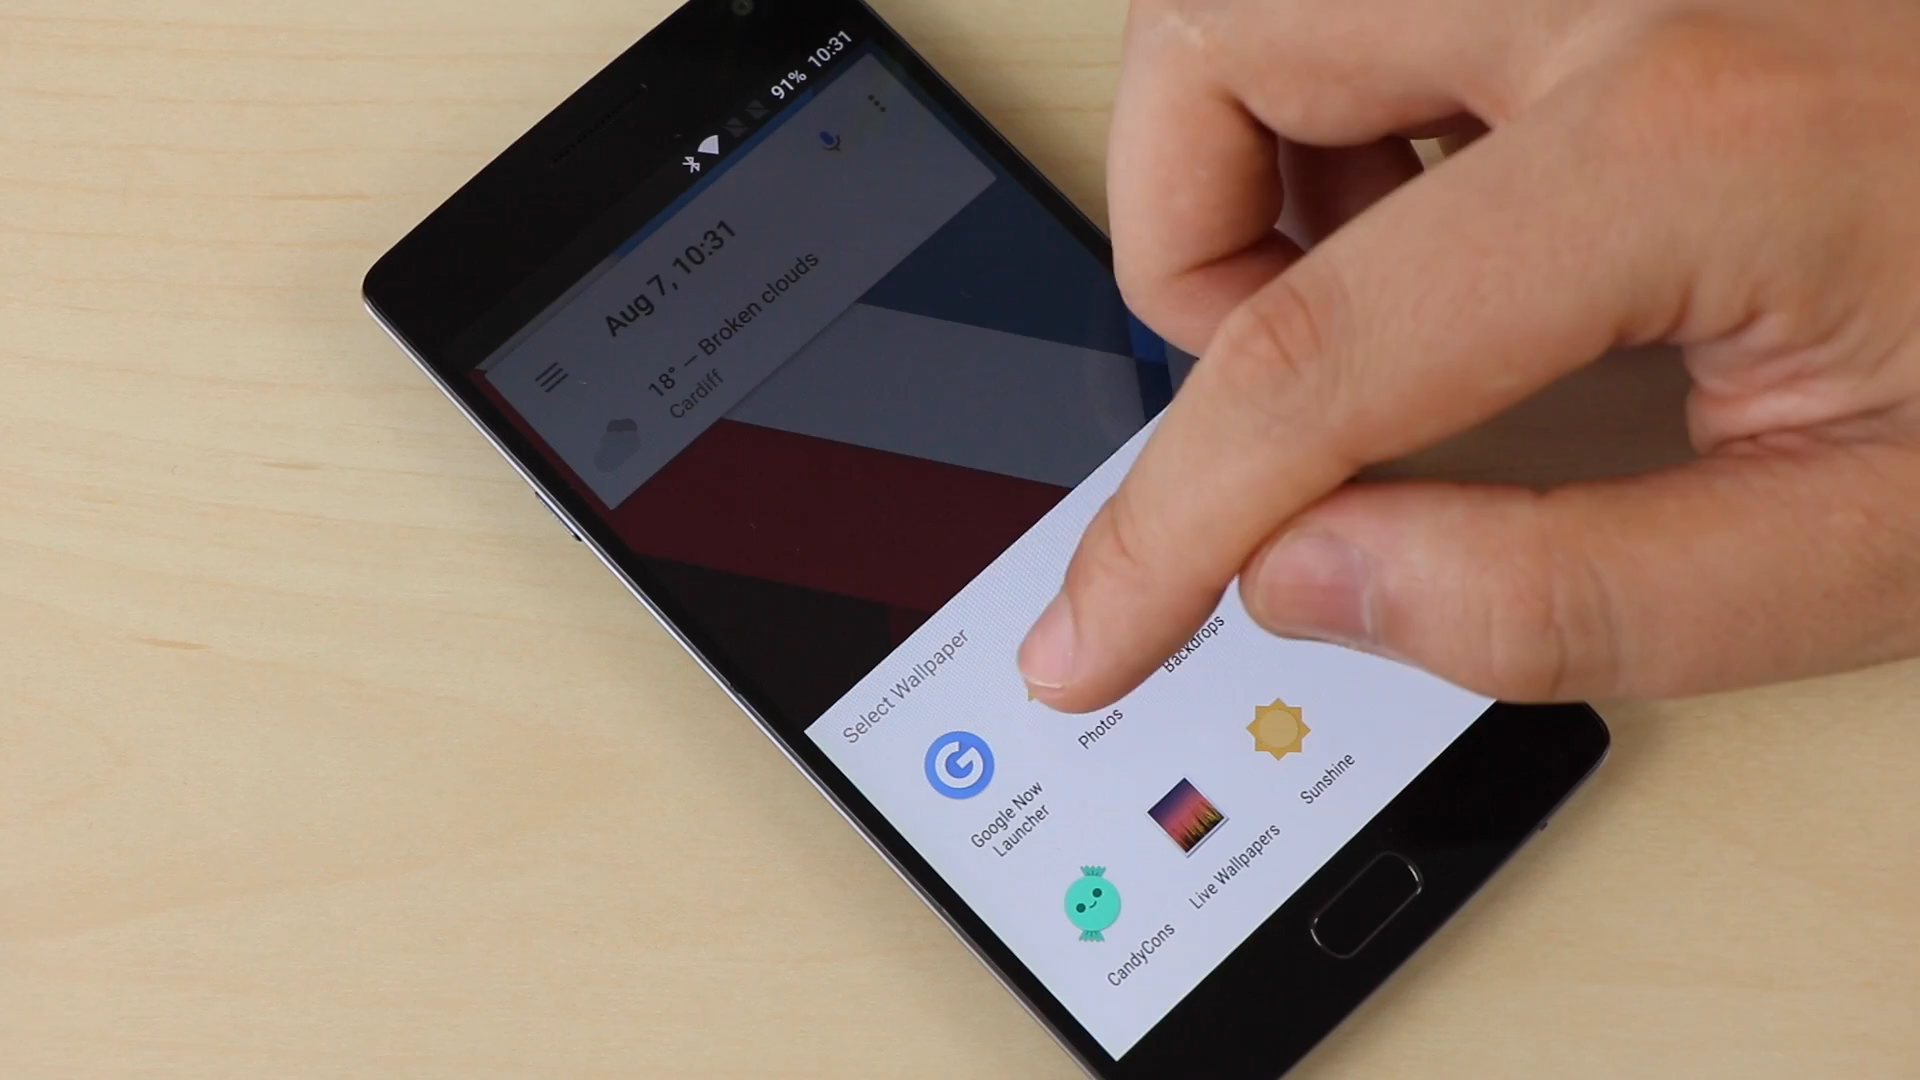 91% 10:31
Aug 7, 10:31
18° — Broken clouds
Cardiff
Select Wallpaper
Google Now
Launcher
Photos
Backdrops
CandyCons
Live Wallpapers
Sunshine